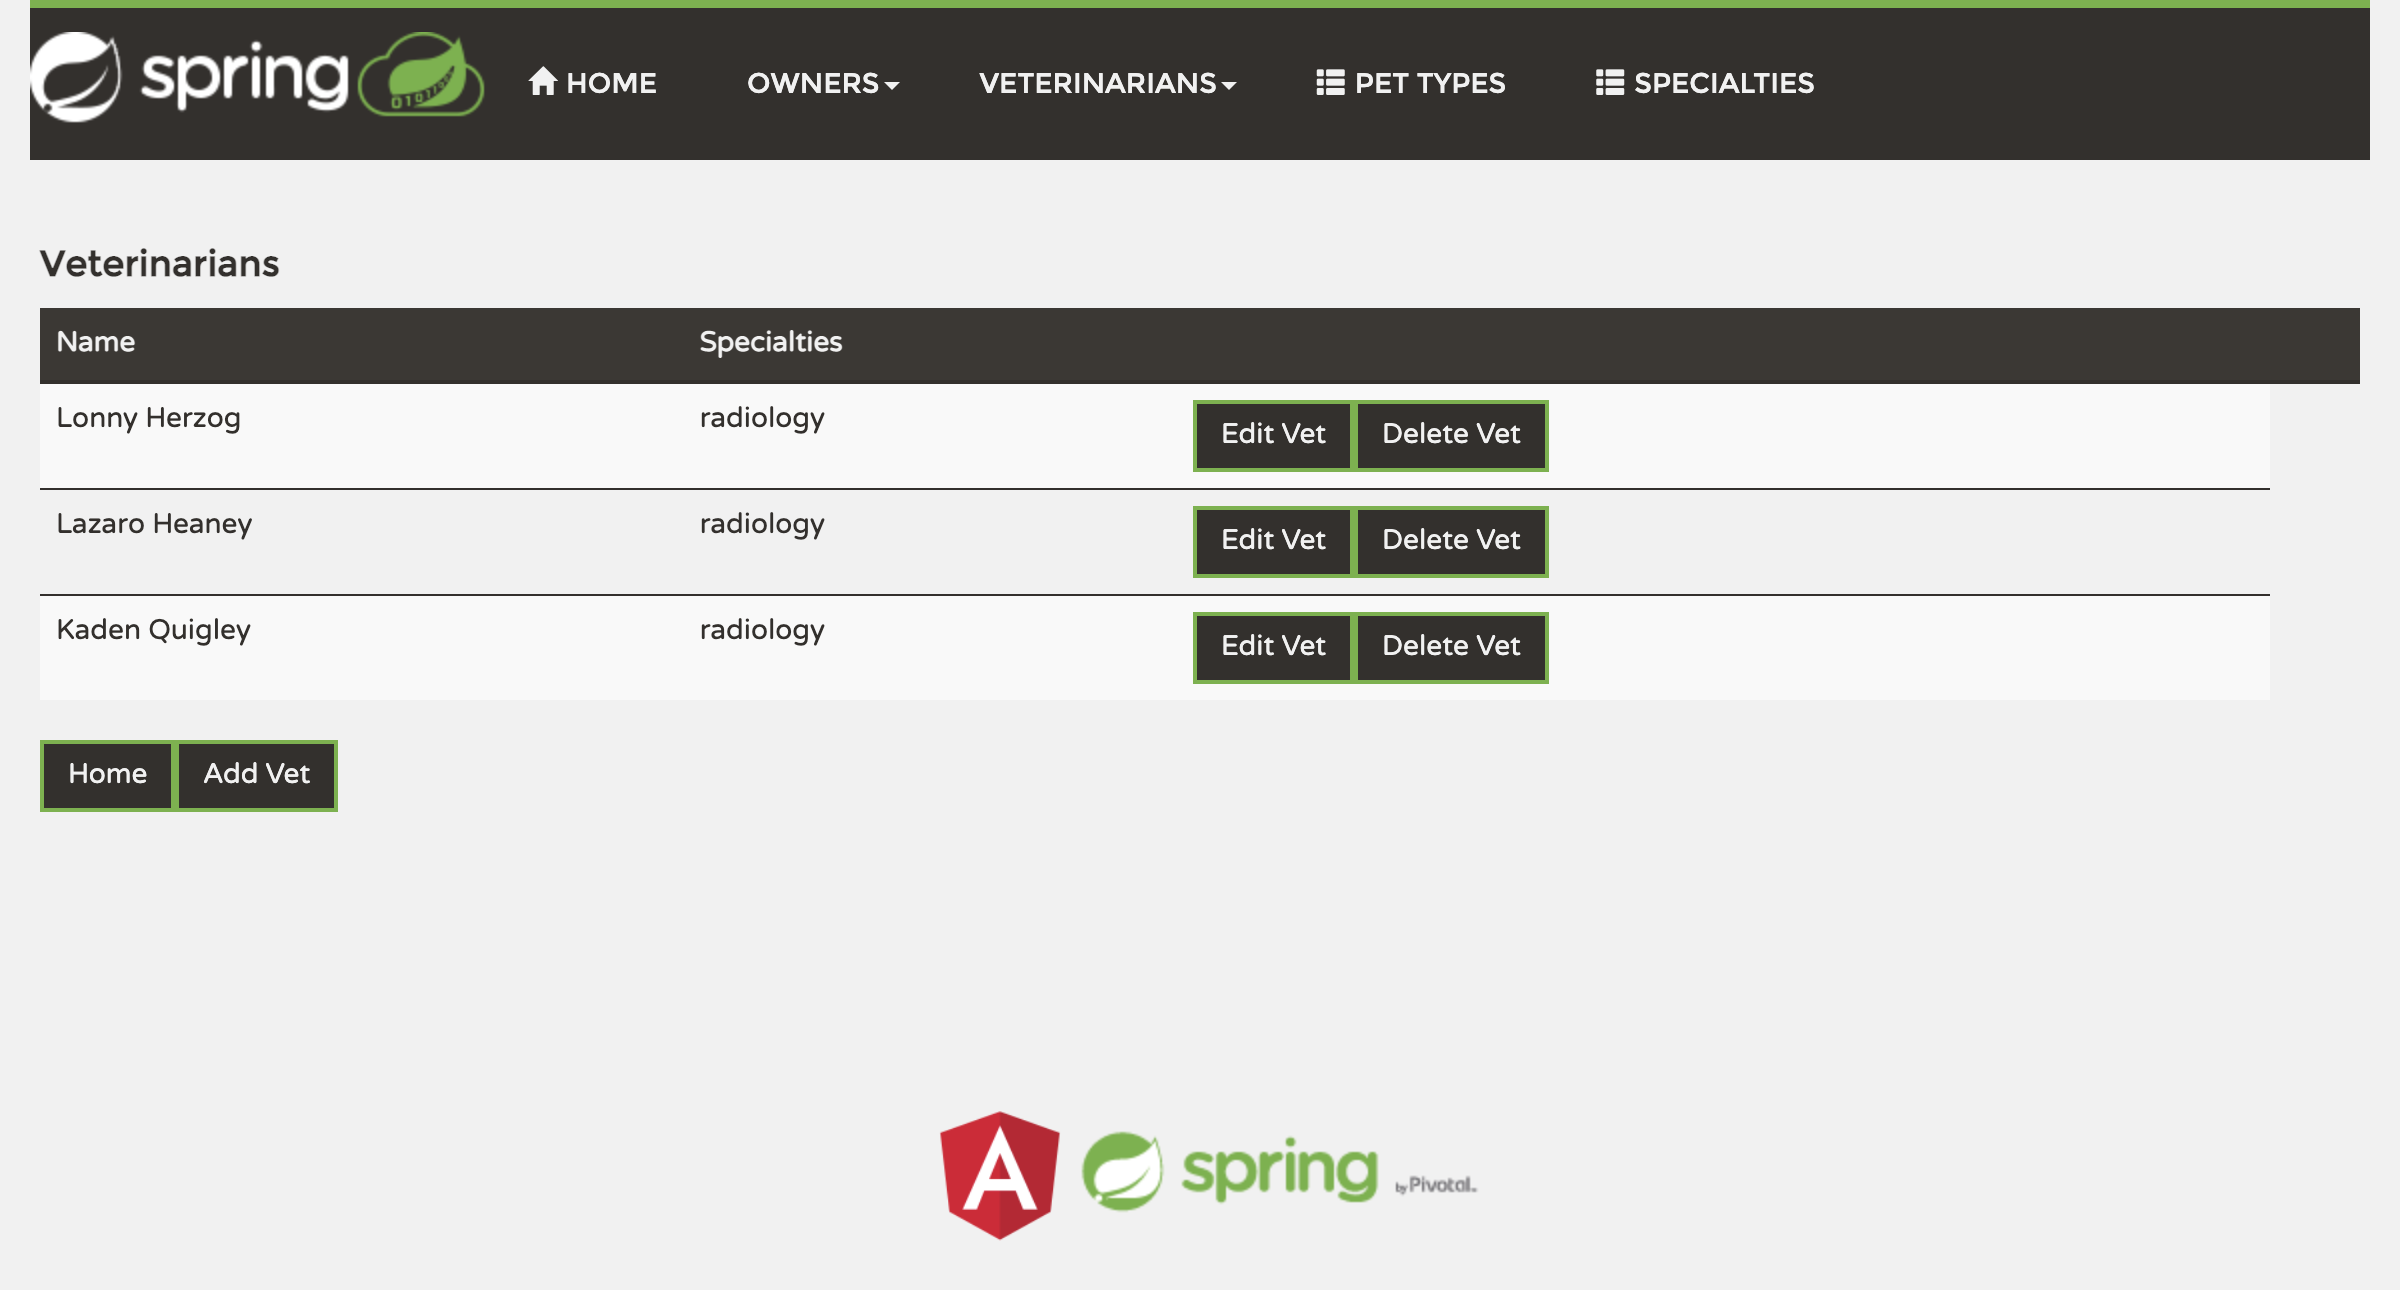 spring HOME OWNERS VETERINARIANS PET TYPES SPECIALTIES
Veterinarians
Name Specialties
Lonny Herzog radiology Edit Vet Delete Vet
Lazaro Heaney radiology Edit Vet Delete Vet
Kaden Quigley radiology Edit Vet Delete Vet
Home Add Vet
A spring by Pivotal